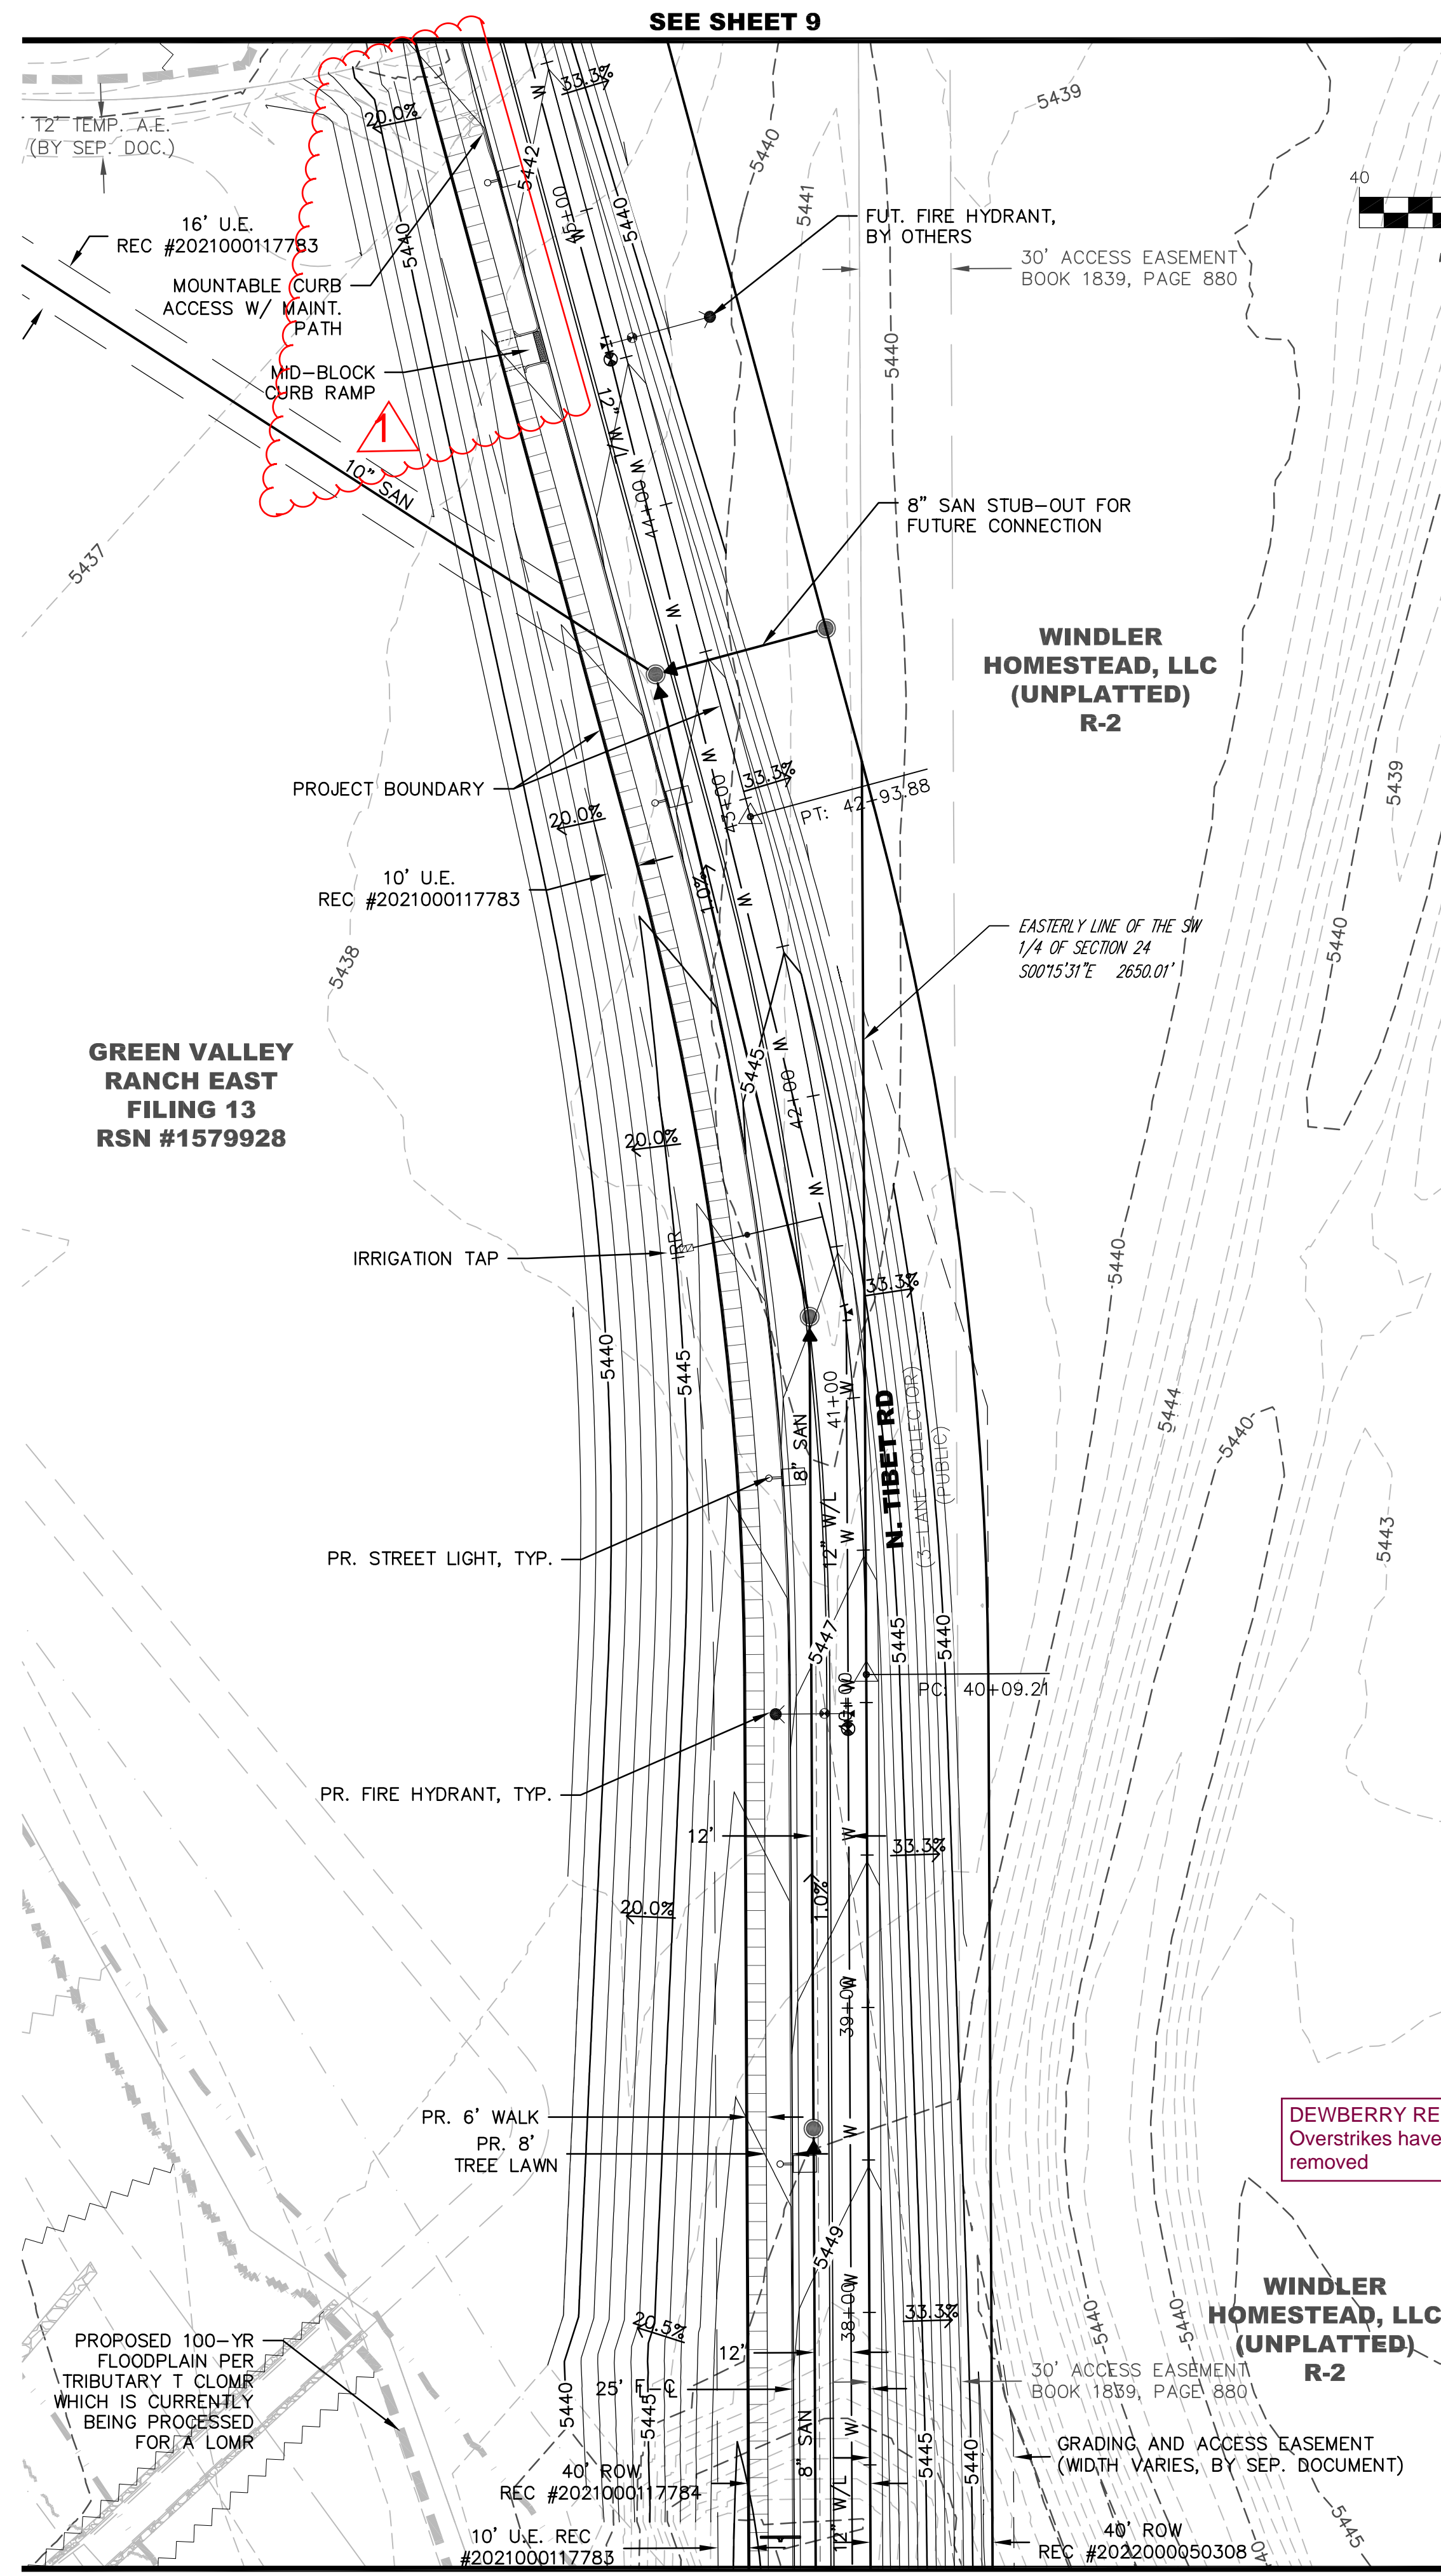 SEE SHEET 9
12' TEMP. A.E.
(BY SEP. DOC.)
20.0%
33.3%
5439
5440
5441
5442
45+00
5440
5440
40
16' U.E.
REC #2021000117783
MOUNTABLE CURB
ACCESS W/ MAINT.
PATH
MID-BLOCK
CURB RAMP
1
FUT. FIRE HYDRANT,
BY OTHERS
30' ACCESS EASEMENT
BOOK 1839, PAGE 880
5440
W
W
12" W/L
W
44+00
10" SAN
5437
8" SAN STUB-OUT FOR
FUTURE CONNECTION
W
WINDLER
HOMESTEAD, LLC
(UNPLATTED)
R-2
PROJECT BOUNDARY
W
33.3%
43+00
PT: 42+93.88
5439
20.0%
10' U.E.
REC #2021000117783
1.0%
W
EASTERLY LINE OF THE SW
1/4 OF SECTION 24
S00°15'31"E 2650.01'
5440
5438
GREEN VALLEY
RANCH EAST
FILING 13
RSN #1579928
5445
W
42+00
20.0%
W
IRR
IRRIGATION TAP
5440
33.3%
5440
5445
41+00
W
N. TIBET RD
(3-LANE COLLECTOR)
(PUBLIC)
5444
5440
8" SAN
12" W/L
W
5443
PR. STREET LIGHT, TYP.
5447
5445
5440
40+00
W
PC: 40+09.21
PR. FIRE HYDRANT, TYP.
12'
W
33.3%
20.0%
1.0%
39+00
W
PR. 6' WALK
PR. 8'
TREE LAWN
W
DEWBERRY RE
Overstrikes have
removed
5449
W
38+00
33.3%
20.5%
WINDLER
HOMESTEAD, LLC
(UNPLATTED)
R-2
5440
5440
PROPOSED 100-YR
FLOODPLAIN PER
TRIBUTARY T CLOMR
WHICH IS CURRENTLY
BEING PROCESSED
FOR A LOMR
12'
25' FL-CL
30' ACCESS EASEMENT
BOOK 1839, PAGE 880
5440
5445
8" SAN
W
5445
5440
GRADING AND ACCESS EASEMENT
(WIDTH VARIES, BY SEP. DOCUMENT)
40' ROW
REC #2021000117784
12" W/L
10' U.E. REC
#2021000117783
40' ROW
REC #2022000050308
5445